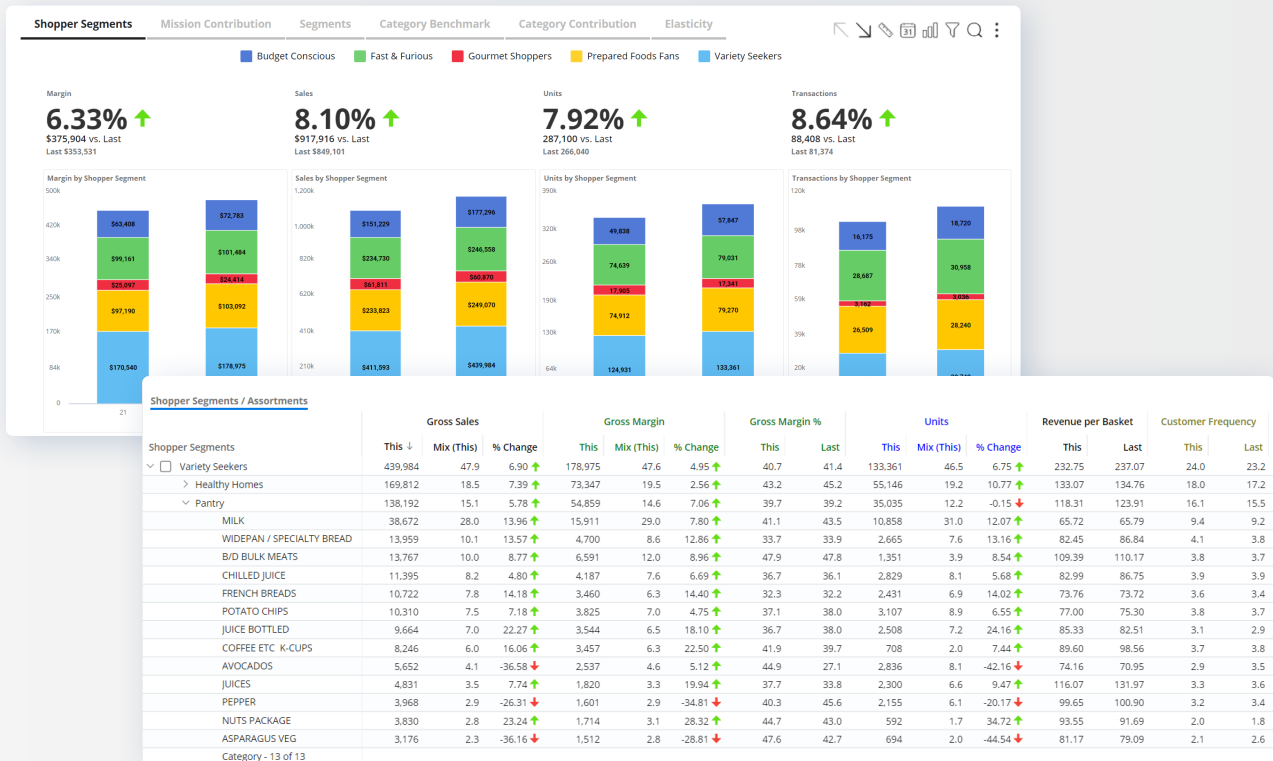 Shopper Segments Mission Contribution Segments Category Benchmark Category Contribution Elasticity
31
Budget Conscious Fast & Furious Gourmet Shoppers Prepared Foods Fans Variety Seekers
Margin Sales Units Transactions
6.33% 8.10% 7.92% 8.64%
$375,904 vs. Last $917,916 vs. Last 287,100 vs. Last 88,408 vs. Last
Last $353,531 Last $849,101 Last 266,040 Last 81,374
Margin by Shopper Segment Sales by Shopper Segment Units by Shopper Segment Transactions by Shopper Segment
500k 1,200k 390k 120k
$72,783 $177,296 57,847 18,720
420k $63,408 1,000k $151,229 320k 49,838 98k 16,175
340k $99,161 $101,484 820k $234,730 $246,558 260k 74,639 79,031 78k 28,687 30,958
$25,097 $24,414 $61,811 $60,870 17,905 17,341 3,162 3,036
250k $97,190 $103,092 620k $233,823 $249,070 190k 74,912 79,270 59k 26,509 28,240
170k 410k 130k 39k
84k $170,540 $178,975 210k $411,593 $439,984 64k 124,931 133,361 20k
0
21
Shopper Segments / Assortments
Gross Sales Gross Margin Gross Margin % Units Revenue per Basket Customer Frequency
Shopper Segments This Mix (This) % Change This Mix (This) % Change This Last This Mix (This) % Change This Last This Last
Variety Seekers 439,984 47.9 6.90 178,975 47.6 4.95 40.7 41.4 133,361 46.5 6.75 232.75 237.07 24.0 23.2
Healthy Homes 169,812 18.5 7.39 73,347 19.5 2.56 43.2 45.2 55,146 19.2 10.77 133.07 134.76 18.0 17.2
Pantry 138,192 15.1 5.78 54,859 14.6 7.06 39.7 39.2 35,035 12.2 -0.15 118.31 123.91 16.1 15.5
MILK 38,672 28.0 13.96 15,911 29.0 7.80 41.1 43.5 10,858 31.0 12.07 65.72 65.79 9.4 9.2
WIDEPAN / SPECIALTY BREAD 13,959 10.1 13.57 4,700 8.6 12.86 33.7 33.9 2,665 7.6 13.16 82.45 86.84 4.1 3.8
B/D BULK MEATS 13,767 10.0 8.77 6,591 12.0 8.96 47.9 47.8 1,351 3.9 8.54 109.39 110.17 3.8 3.7
CHILLED JUICE 11,395 8.2 4.80 4,187 7.6 6.69 36.7 36.1 2,829 8.1 5.68 82.99 86.75 3.9 3.9
FRENCH BREADS 10,722 7.8 14.18 3,460 6.3 14.40 32.3 32.2 2,431 6.9 14.02 73.76 73.72 3.6 3.4
POTATO CHIPS 10,310 7.5 7.18 3,825 7.0 4.75 37.1 38.0 3,107 8.9 6.55 77.00 75.30 3.8 3.7
JUICE BOTTLED 9,664 7.0 22.27 3,544 6.5 18.10 36.7 38.0 2,508 7.2 24.16 85.33 82.51 3.1 2.9
COFFEE ETC K-CUPS 8,246 6.0 16.06 3,457 6.3 22.50 41.9 39.7 708 2.0 7.44 89.60 98.56 3.7 3.8
AVOCADOS 5,652 4.1 -36.58 2,537 4.6 5.12 44.9 27.1 2,836 8.1 -42.16 74.16 70.95 2.9 3.5
JUICES 4,831 3.5 7.74 1,820 3.3 19.94 37.7 33.8 2,300 6.6 9.47 116.07 131.97 3.3 3.6
PEPPER 3,968 2.9 -26.31 1,601 2.9 -34.81 40.3 45.6 2,155 6.1 -20.17 99.65 100.90 3.2 3.4
NUTS PACKAGE 3,830 2.8 23.24 1,714 3.1 28.32 44.7 43.0 592 1.7 34.72 93.55 91.69 2.0 1.8
ASPARAGUS VEG 3,176 2.3 -36.16 1,512 2.8 -28.81 47.6 42.7 694 2.0 -44.54 81.17 79.09 2.1 2.6
Category - 13 of 13